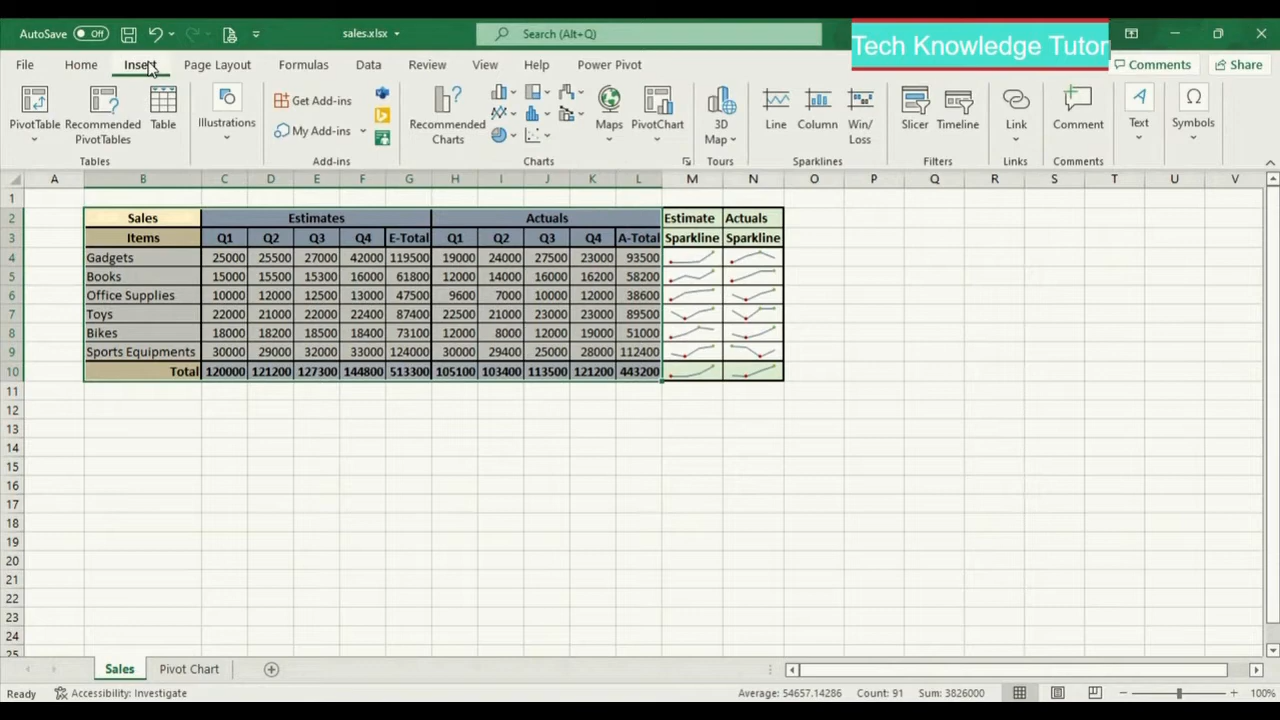 AutoSave Off sales.xlsx Search (Alt+Q) Tech Knowledge Tutor
File Home Insert Page Layout Formulas Data Review View Help Power Pivot Comments Share
PivotTable Recommended PivotTables Table Illustrations Get Add-ins My Add-ins Recommended Charts Maps PivotChart 3D Map Line Column Win/Loss Slicer Timeline Link Comment Text Symbols
Tables Add-ins Charts Tours Sparklines Filters Links Comments
A B C D E F G H I J K L M N O P Q R S T U V
1
2 Sales Estimates Actuals Estimate Actuals
3 Items Q1 Q2 Q3 Q4 E-Total Q1 Q2 Q3 Q4 A-Total Sparkline Sparkline
4 Gadgets 25000 25500 27000 42000 119500 19000 24000 27500 23000 93500
5 Books 15000 15500 15300 16000 61800 12000 14000 16000 16200 58200
6 Office Supplies 10000 12000 12500 13000 47500 9600 7000 10000 12000 38600
7 Toys 22000 21000 22000 22400 87400 22500 21000 23000 23000 89500
8 Bikes 18000 18200 18500 18400 73100 12000 8000 12000 19000 51000
9 Sports Equipments 30000 29000 32000 33000 124000 30000 29400 25000 28000 112400
10 Total 120000 121200 127300 144800 513300 105100 103400 113500 121200 443200
11
12
13
14
15
16
17
18
19
20
21
22
23
24
25
Sales Pivot Chart
Ready Accessibility: Investigate Average: 54657.14286 Count: 91 Sum: 3826000 100%